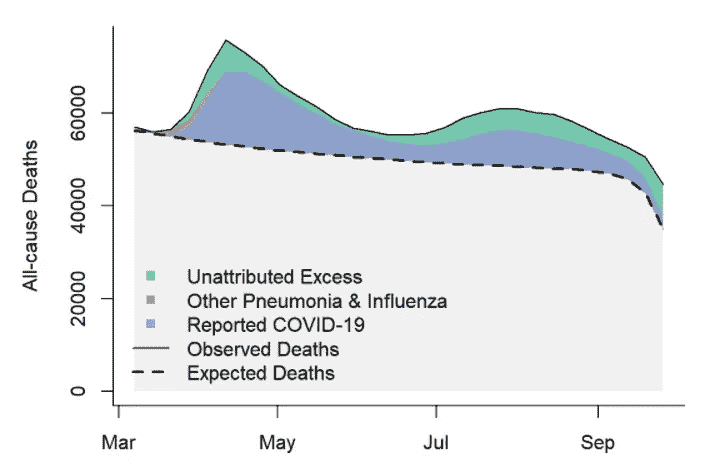 All-cause Deaths
60000
40000
20000
0
Unattributed Excess
Other Pneumonia & Influenza
Reported COVID-19
Observed Deaths
Expected Deaths
Mar May Jul Sep